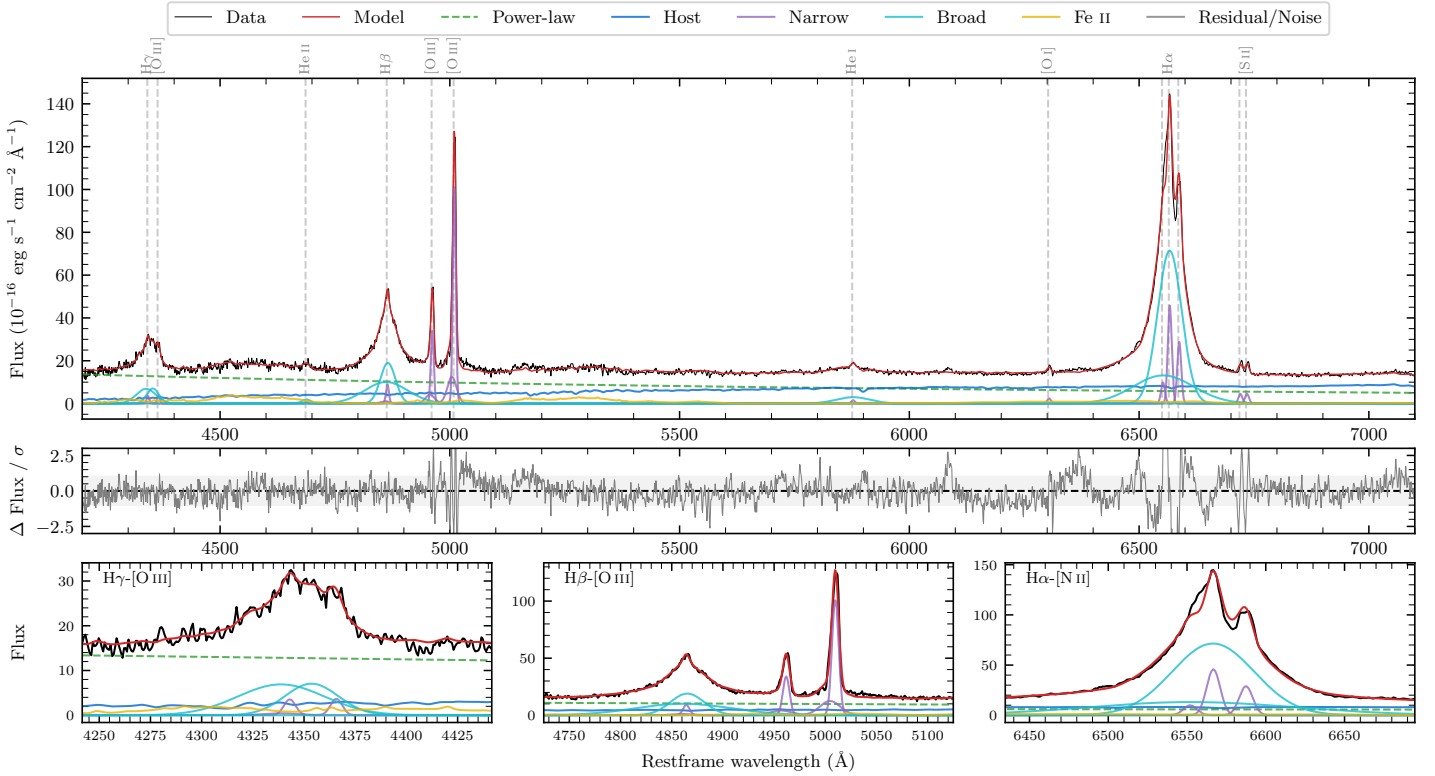 Data Model Power-law Host Narrow Broad Fe II Residual/Noise
Hγ [O III] He II Hβ [O III] [O III] He I [O I] Hα [S II]
Flux (10⁻¹⁶ erg s⁻¹ cm⁻² Å⁻¹)
140
120
100
80
60
40
20
0
4500 5000 5500 6000 6500 7000
Δ Flux / σ
2.5
0.0
−2.5
4500 5000 5500 6000 6500 7000
Flux
Hγ-[O III]
30
20
10
0
4250 4275 4300 4325 4350 4375 4400 4425
Hβ-[O III]
100
50
0
4750 4800 4850 4900 4950 5000 5050 5100
Hα-[N II]
150
100
50
0
6450 6500 6550 6600 6650
Restframe wavelength (Å)